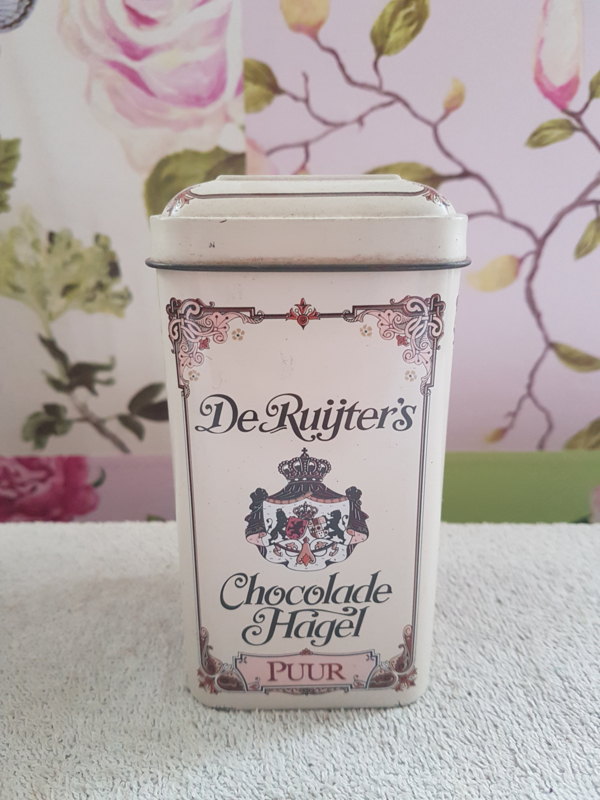 De Ruijter's
Chocolade
Hagel
PUUR